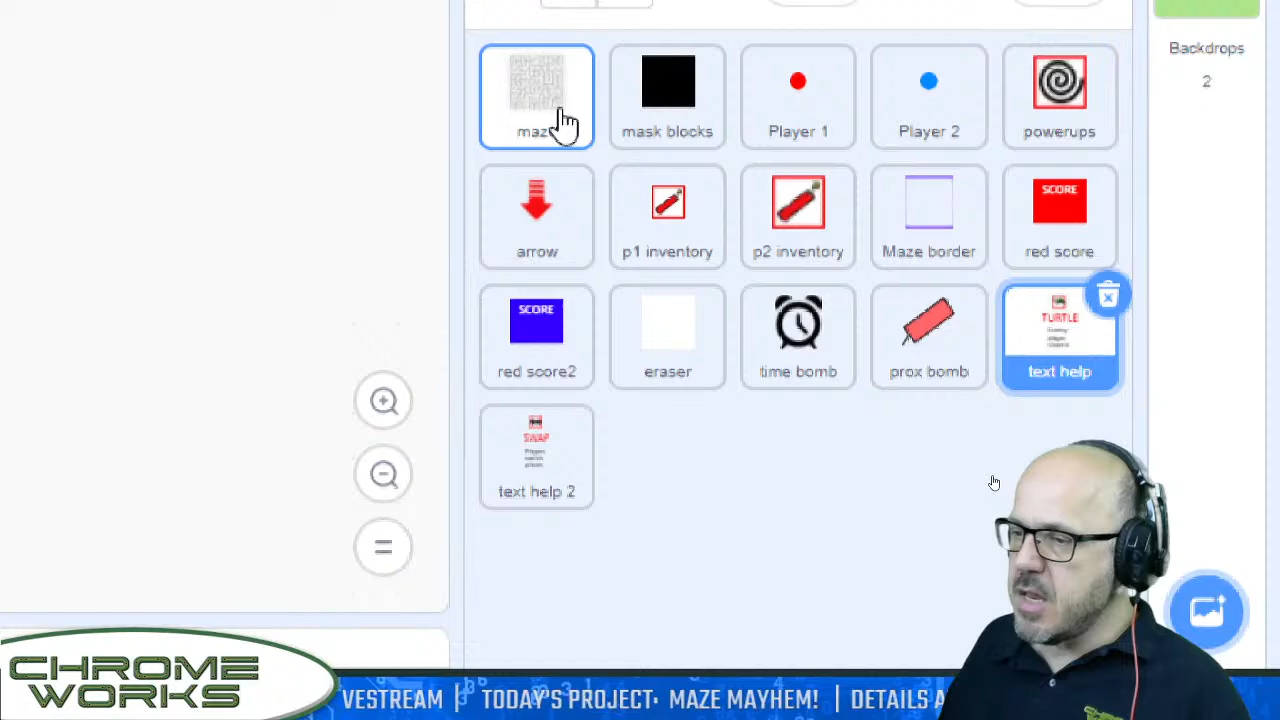 Backdrops
2
maz
mask blocks
Player 1
Player 2
powerups
arrow
p1 inventory
p2 inventory
Maze border
SCORE
red score
SCORE
red score2
eraser
time bomb
prox bomb
TURTLE
text help
SWAP
text help 2
CHROME
WORKS
VESTREAM | TODAY'S PROJECT: MAZE MAYHEM! | DETAILS A